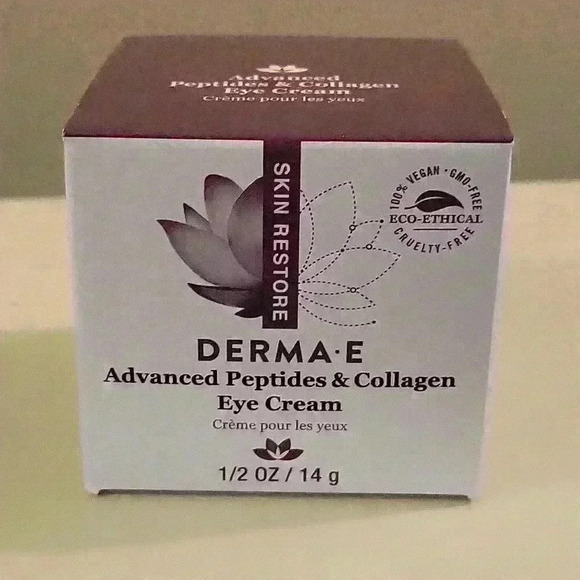 Advanced
Peptides & Collagen
Eye Cream
Crème pour les yeux
SKIN RESTORE
100% VEGAN · GMO-FREE
ECO-ETHICAL
CRUELTY-FREE
DERMA·E
Advanced Peptides & Collagen
Eye Cream
Crème pour les yeux
1/2 OZ / 14 g